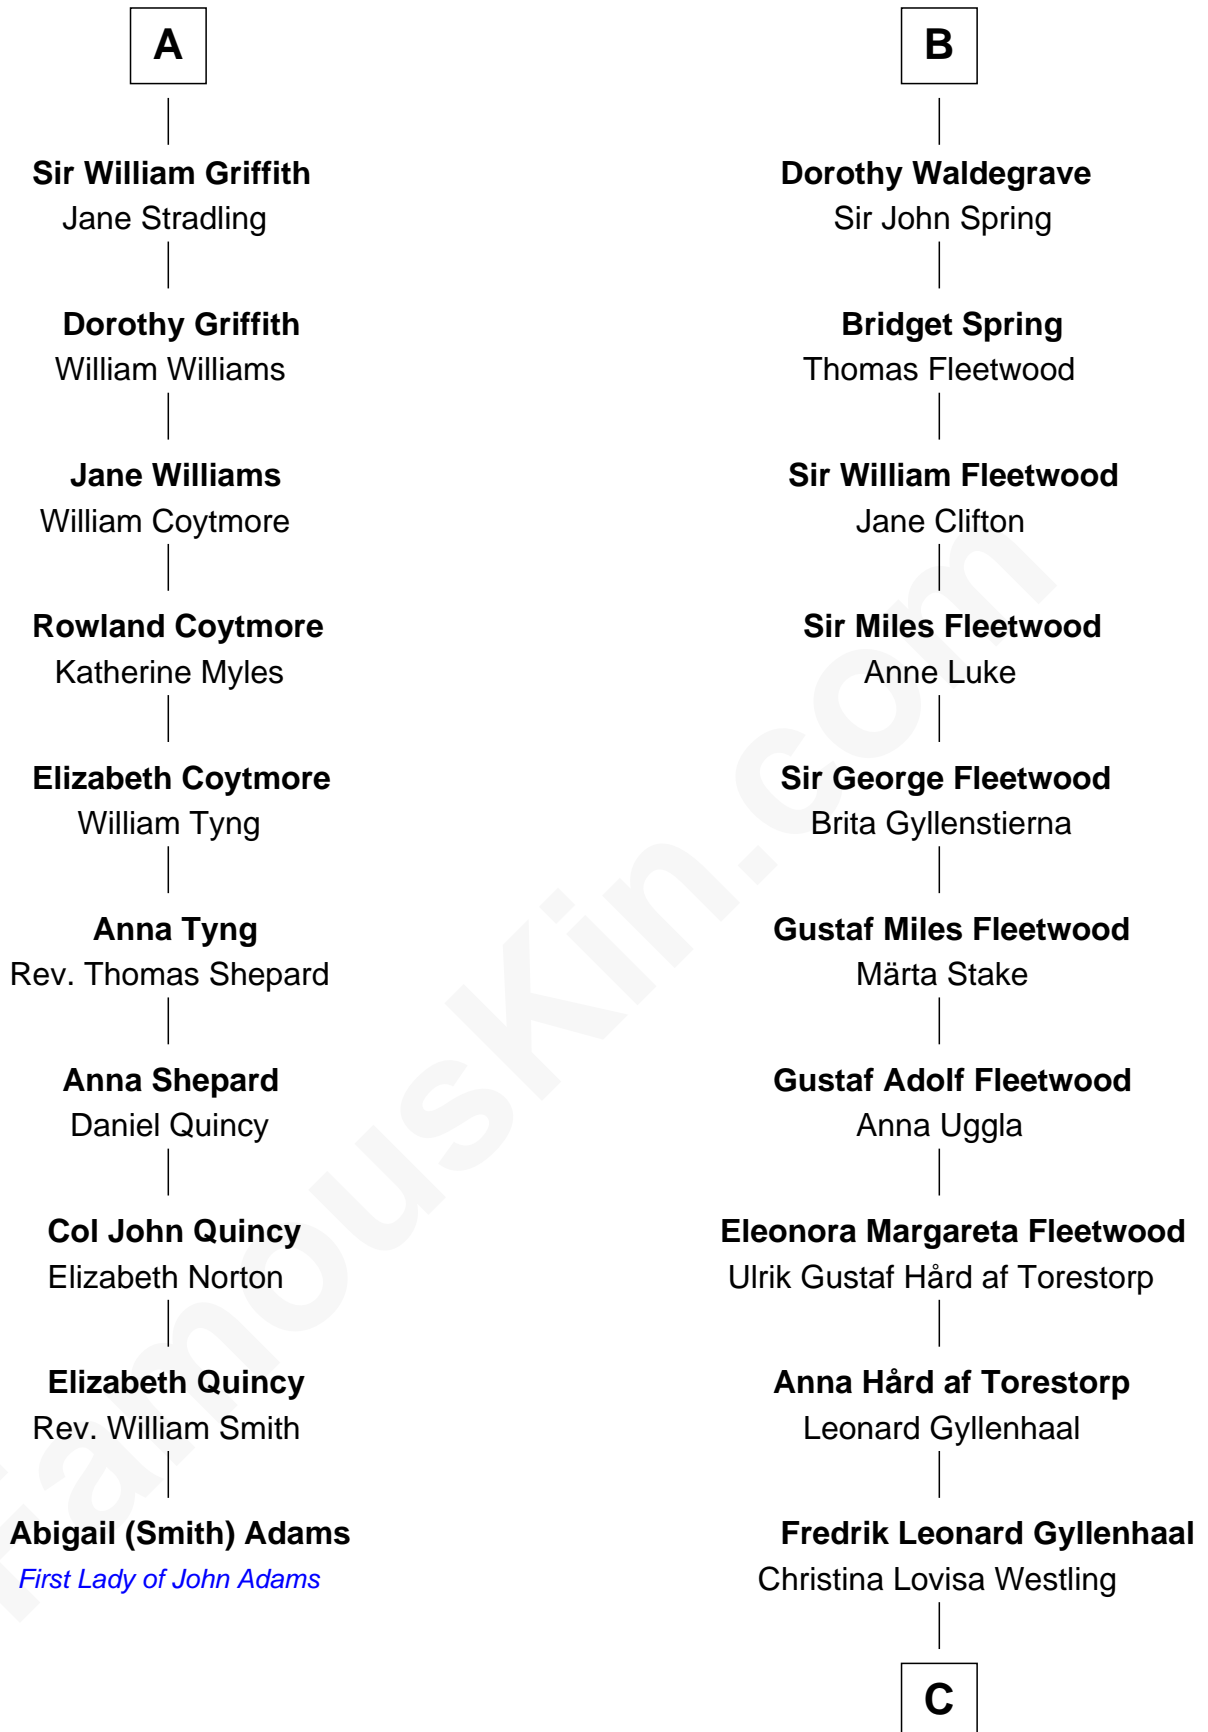 A
Sir William Griffith
Jane Stradling
Dorothy Griffith
William Williams
Jane Williams
William Coytmore
Rowland Coytmore
Katherine Myles
Elizabeth Coytmore
William Tyng
Anna Tyng
Rev. Thomas Shepard
Anna Shepard
Daniel Quincy
Col John Quincy
Elizabeth Norton
Elizabeth Quincy
Rev. William Smith
Abigail (Smith) Adams
First Lady of John Adams
B
Dorothy Waldegrave
Sir John Spring
Bridget Spring
Thomas Fleetwood
Sir William Fleetwood
Jane Clifton
Sir Miles Fleetwood
Anne Luke
Sir George Fleetwood
Brita Gyllenstierna
Gustaf Miles Fleetwood
Märta Stake
Gustaf Adolf Fleetwood
Anna Uggla
Eleonora Margareta Fleetwood
Ulrik Gustaf Hård af Torestorp
Anna Hård af Torestorp
Leonard Gyllenhaal
Fredrik Leonard Gyllenhaal
Christina Lovisa Westling
C
FamousKin.com